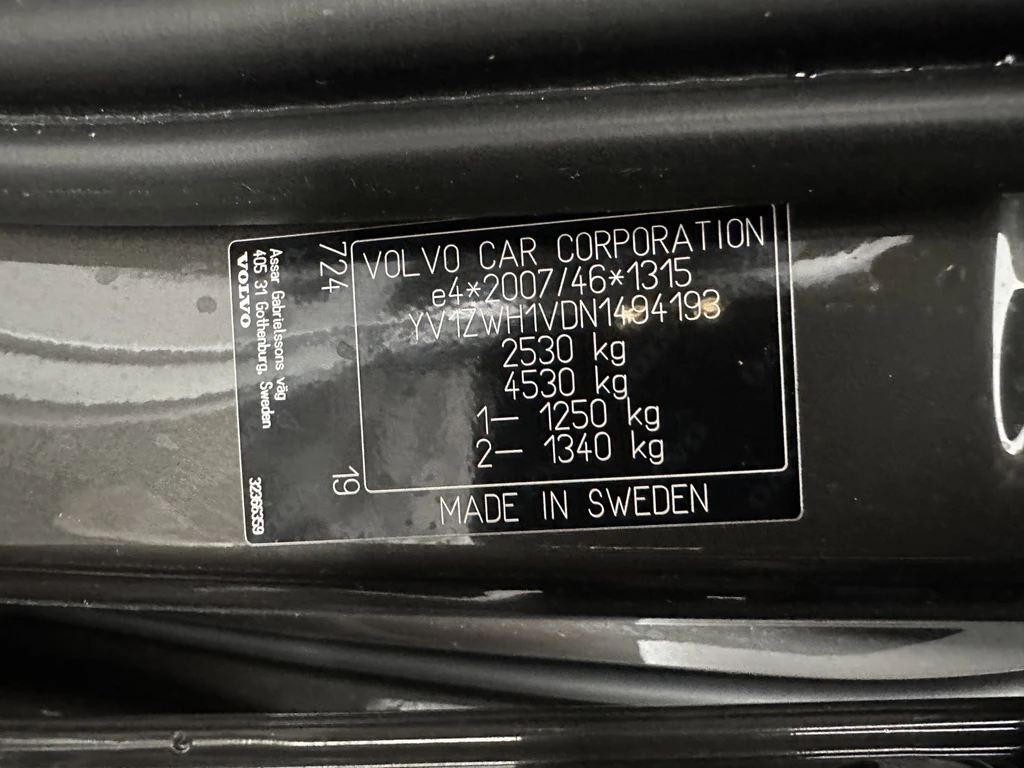 VOLVO CAR CORPORATION
e4*2007/46*1315
YV1ZWH1VDN1494193
2530 kg
4530 kg
1— 1250 kg
2— 1340 kg
MADE IN SWEDEN
724
19
Assar Gabrielssons väg
405 31 Gothenburg, Sweden
VOLVO
32366359